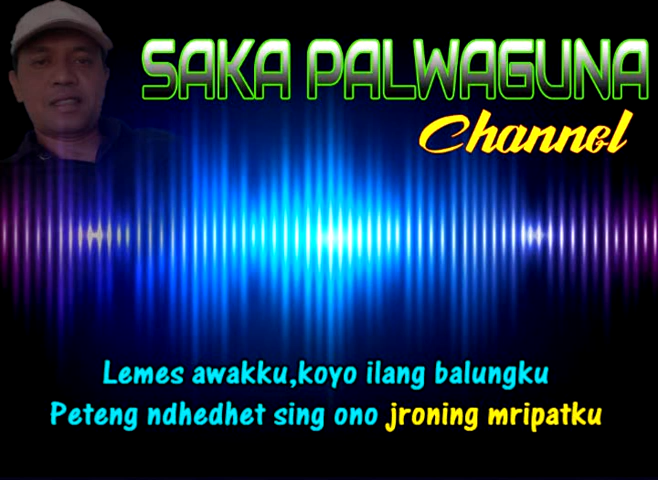 SAKA PALWAGUNA
Channel
Lemes awakku,koyo ilang balungku
Peteng ndhedhet sing ono jroning mripatku